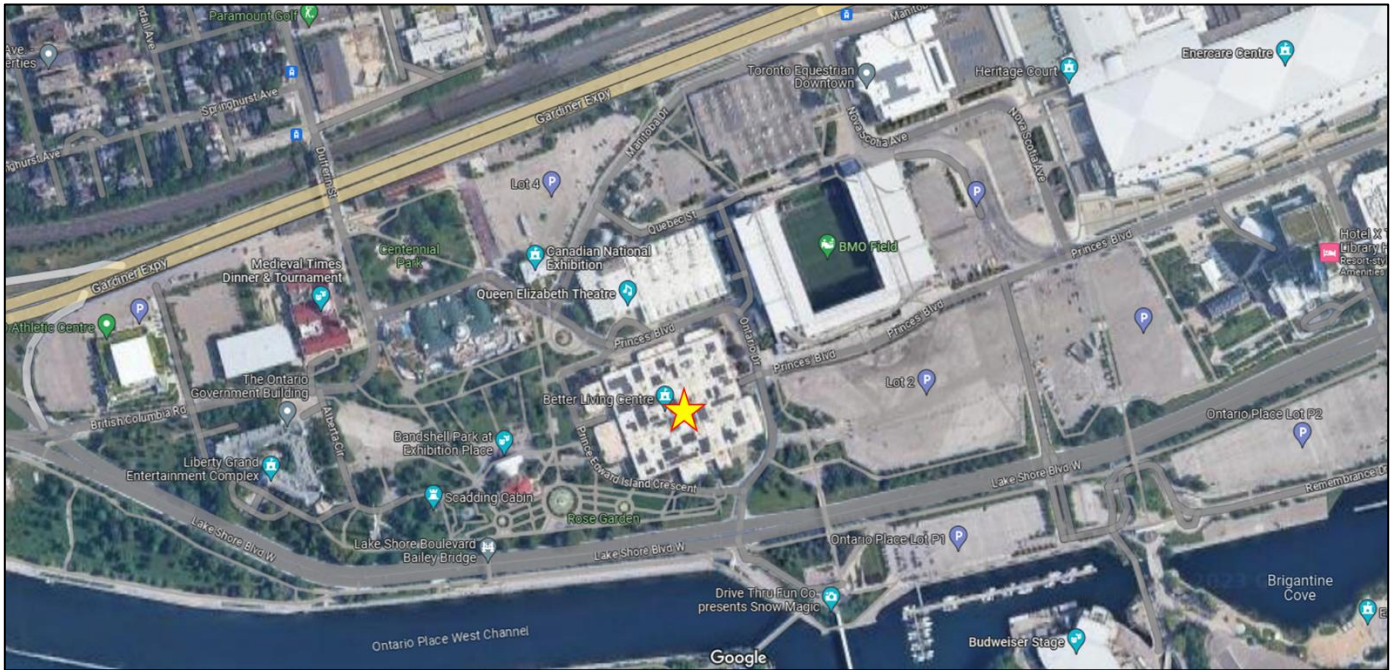 Paramount Golf
Ave
erties
Springhurst Ave
Dufferin St
Gardiner Expy
Manitoba Dr
Toronto Equestrian
Downtown
Nova Scotia Ave
Heritage Court
Nova Scotia Ave
Enercare Centre
Lot 4
P
Quebec St
P
Princes' Blvd
Hotel X
Library
Resort-sty
Amenities
Centennial
Park
Canadian National
Exhibition
BMO Field
Gardiner Expy
Medieval Times
Dinner & Tournament
Queen Elizabeth Theatre
P
Athletic Centre
Princes' Blvd
Ontario Dr
Princes' Blvd
Princes' Blvd
P
Lot 2
P
The Ontario
Government Building
Better Living Centre
British Columbia Rd
Alberta Cir
Bandshell Park at
Exhibition Place
Prince Edward Island Crescent
Ontario Place Lot P2
P
Liberty Grand
Entertainment Complex
Scadding Cabin
Rose Garden
Lake Shore Blvd W
Remembrance
Lake Shore Blvd W
Lake Shore Boulevard
Bailey Bridge
Lake Shore Blvd W
Ontario Place Lot P1
P
Drive Thru Fun Co
presents Snow Magic
Brigantine
Cove
Ontario Place West Channel
Budweiser Stage
Google